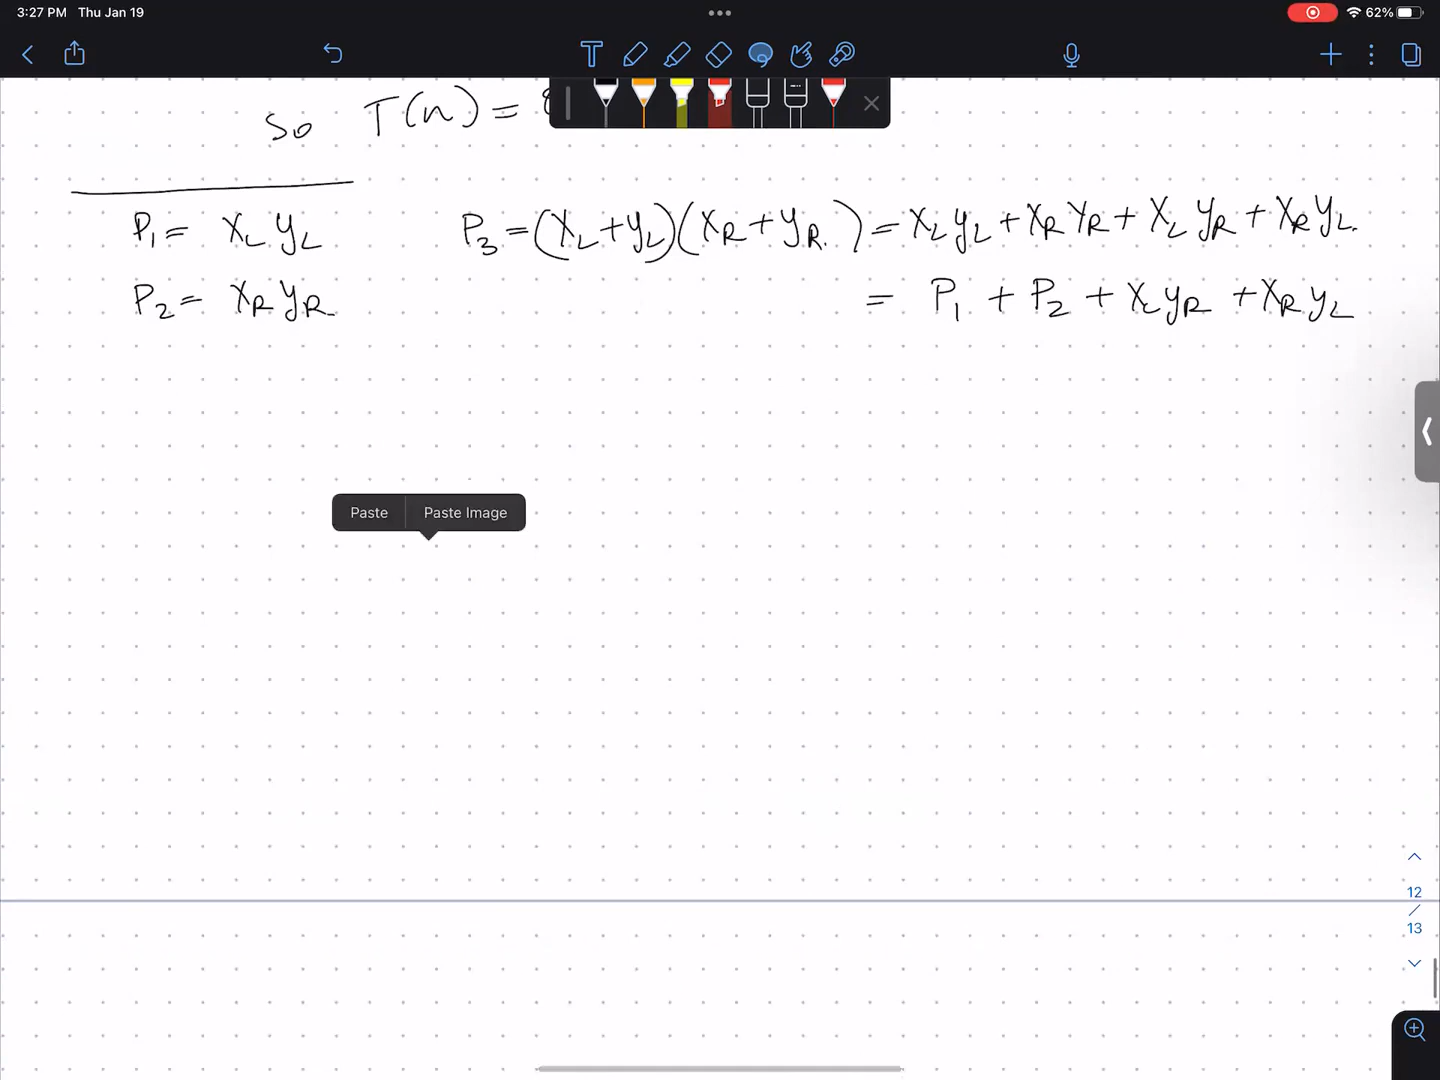 3:27 PM Thu Jan 19
62%
So T(n) =
P₁ = X_L y_L
P₃ = (X_L + y_L)(X_R + y_R.) = X_L y_L + X_R Y_R + X_L Y_R + X_R Y_L.
P₂ = X_R y_R.
= P₁ + P₂ + X_L y_R + X_R y_L
Paste Paste Image
12
/
13